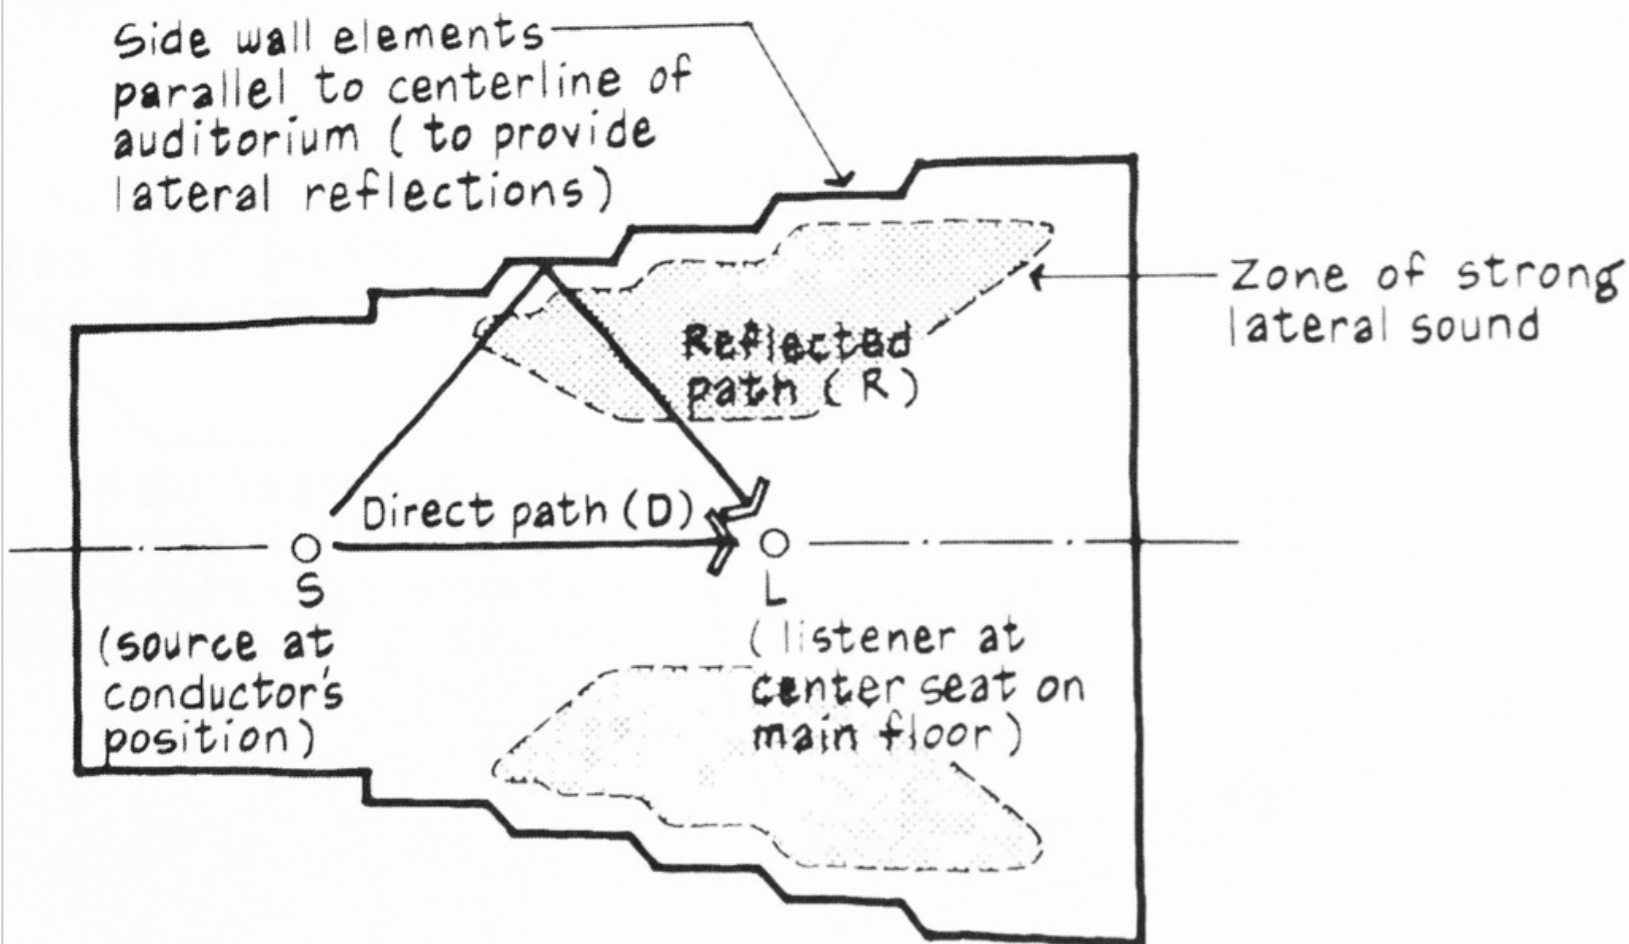 Side wall elements
parallel to centerline of
auditorium ( to provide
lateral reflections )
Zone of strong
lateral sound
Reflected
path ( R )
Direct path (D)
S
(source at
conductor's
position)
L
( listener at
center seat on
main floor )